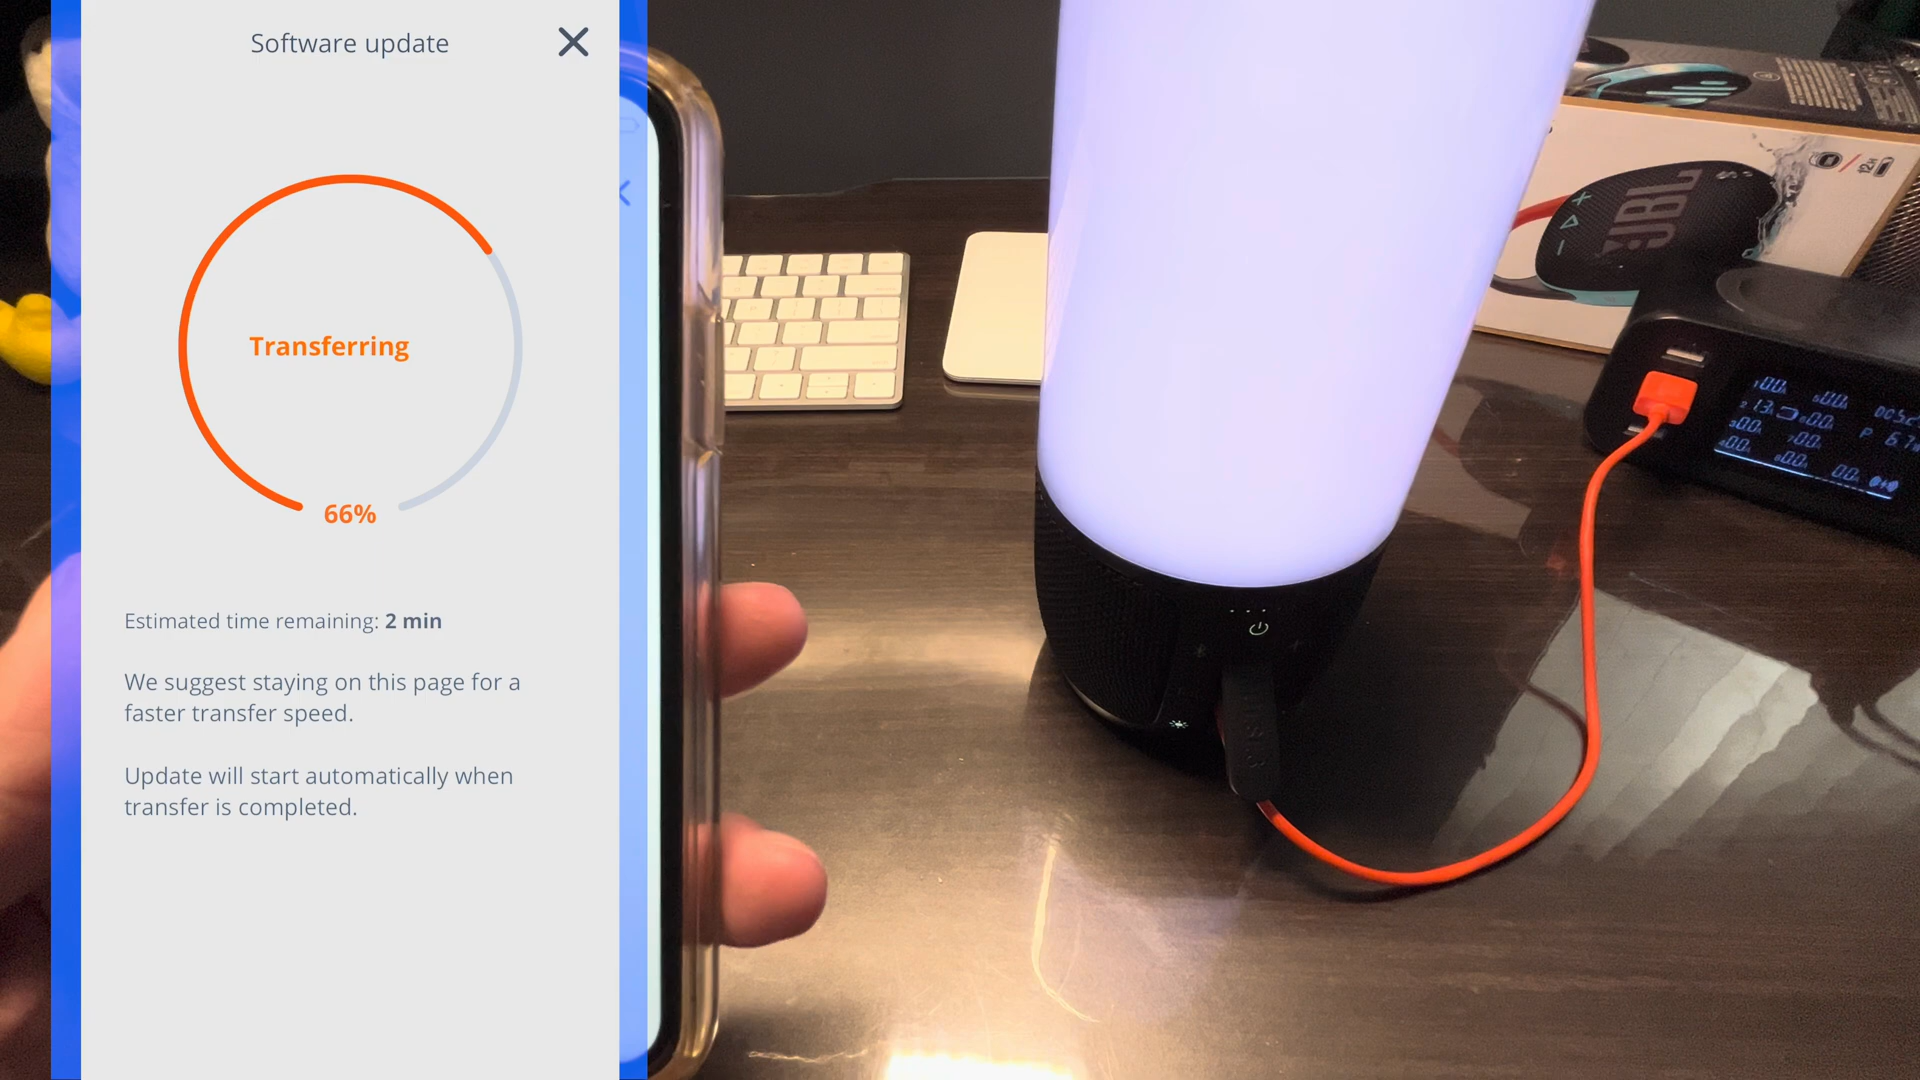 Software update
Transferring
66%
Estimated time remaining: 2 min
We suggest staying on this page for a
faster transfer speed.
Update will start automatically when
transfer is completed.
JBL
12H